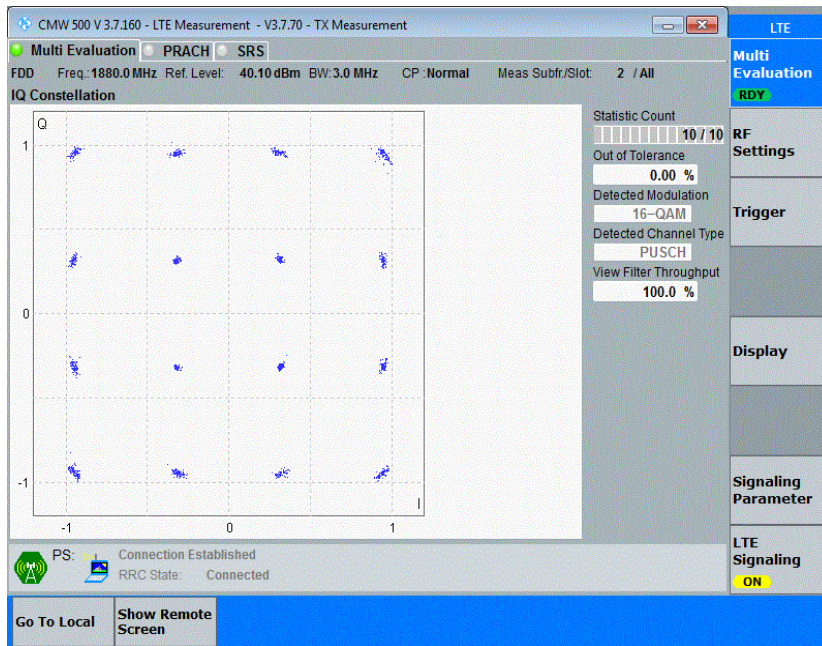 CMW 500 V 3.7.160 - LTE Measurement - V3.7.70 - TX Measurement
LTE
Multi Evaluation PRACH SRS
Multi
Evaluation
RDY
FDD Freq.: 1880.0 MHz Ref. Level: 40.10 dBm BW: 3.0 MHz CP : Normal Meas Subfr./Slot: 2 / All
IQ Constellation
Q
1
0
-1
I
-1 0 1
Statistic Count
10 / 10
Out of Tolerance
0.00 %
Detected Modulation
16-QAM
Detected Channel Type
PUSCH
View Filter Throughput
100.0 %
RF
Settings
Trigger
Display
Signaling
Parameter
LTE
Signaling
ON
PS: Connection Established
RRC State: Connected
Go To Local
Show Remote
Screen